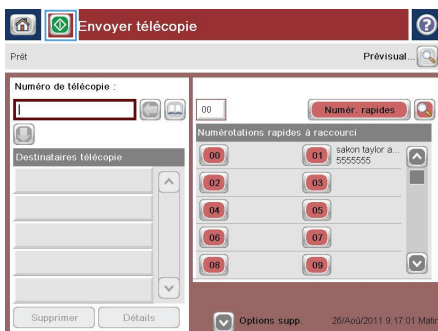 Envoyer télécopie
Prêt
Prévisual...
Numéro de télécopie :
00
Numér. rapides
Numérotations rapides à raccourci
Destinataires télécopie
00
01 sakon taylor a...
5555555
02
03
04
05
06
07
08
09
Supprimer
Détails
Options supp.
26/Aoû/2011 9:17:01 Matin